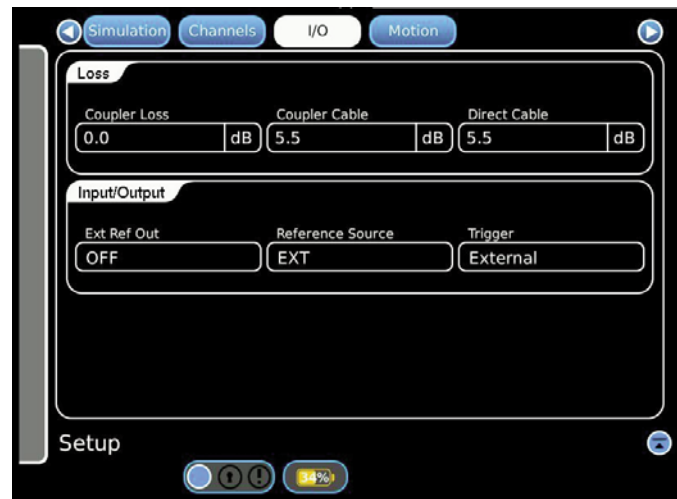 Simulation Channels I/O Motion
Loss
Coupler Loss Coupler Cable Direct Cable
0.0 dB 5.5 dB 5.5 dB
Input/Output
Ext Ref Out Reference Source Trigger
OFF EXT External
Setup
34%